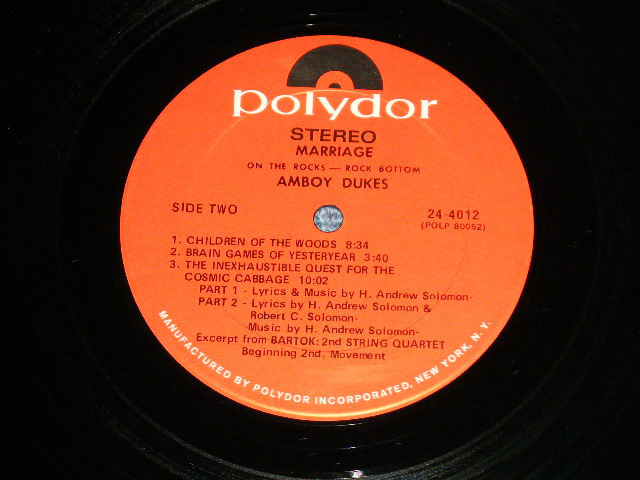 polydor
STEREO
MARRIAGE
ON THE ROCKS — ROCK BOTTOM
AMBOY DUKES
SIDE TWO
24-4012
(POLP 80052)
1. CHILDREN OF THE WOODS 8:34
2. BRAIN GAMES OF YESTERYEAR 3:40
3. THE INEXHAUSTIBLE QUEST FOR THE
COSMIC CABBAGE 10:02
PART 1 - Lyrics & Music by H. Andrew Solomon-
PART 2 - Lyrics by H. Andrew Solomon &
Robert C. Solomon-
-Music by H. Andrew Solomon-
Excerpt from BARTOK: 2nd STRING QUARTET
Beginning 2nd. Movement
MANUFACTURED BY POLYDOR INCORPORATED, NEW YORK, N.Y.